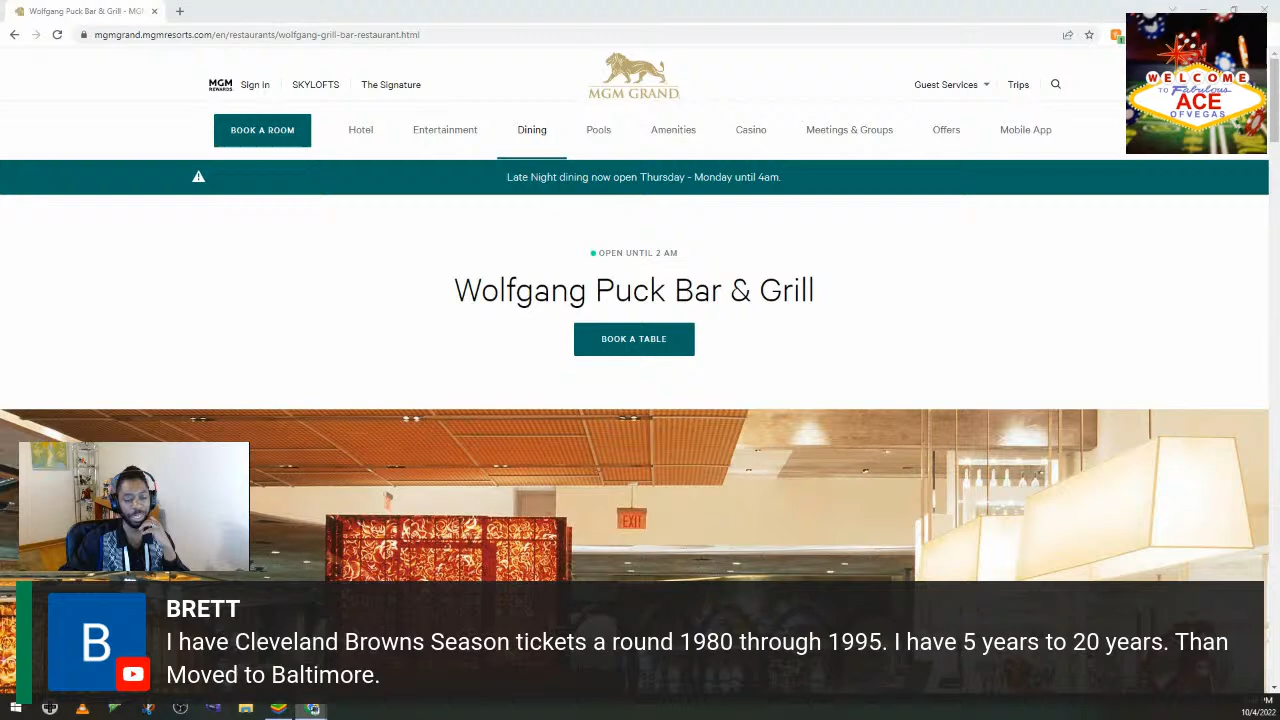 Wolfgang Puck Bar & Grill - MGM
mgmgrand.mgmresorts.com/en/restaurants/wolfgang-grill-bar-restaurant.html
MGM REWARDS. Sign In SKYLOFTS The Signature
MGM GRAND.
Guest Services Trips
BOOK A ROOM Hotel Entertainment Dining Pools Amenities Casino Meetings & Groups Offers Mobile App
WELCOME
TO Fabulous
ACE
OFVEGAS
Late Night dining now open Thursday - Monday until 4am.
OPEN UNTIL 2 AM
Wolfgang Puck Bar & Grill
BOOK A TABLE
EXIT
B
BRETT
I have Cleveland Browns Season tickets a round 1980 through 1995. I have 5 years to 20 years. Than
Moved to Baltimore.
PM
10/4/2022